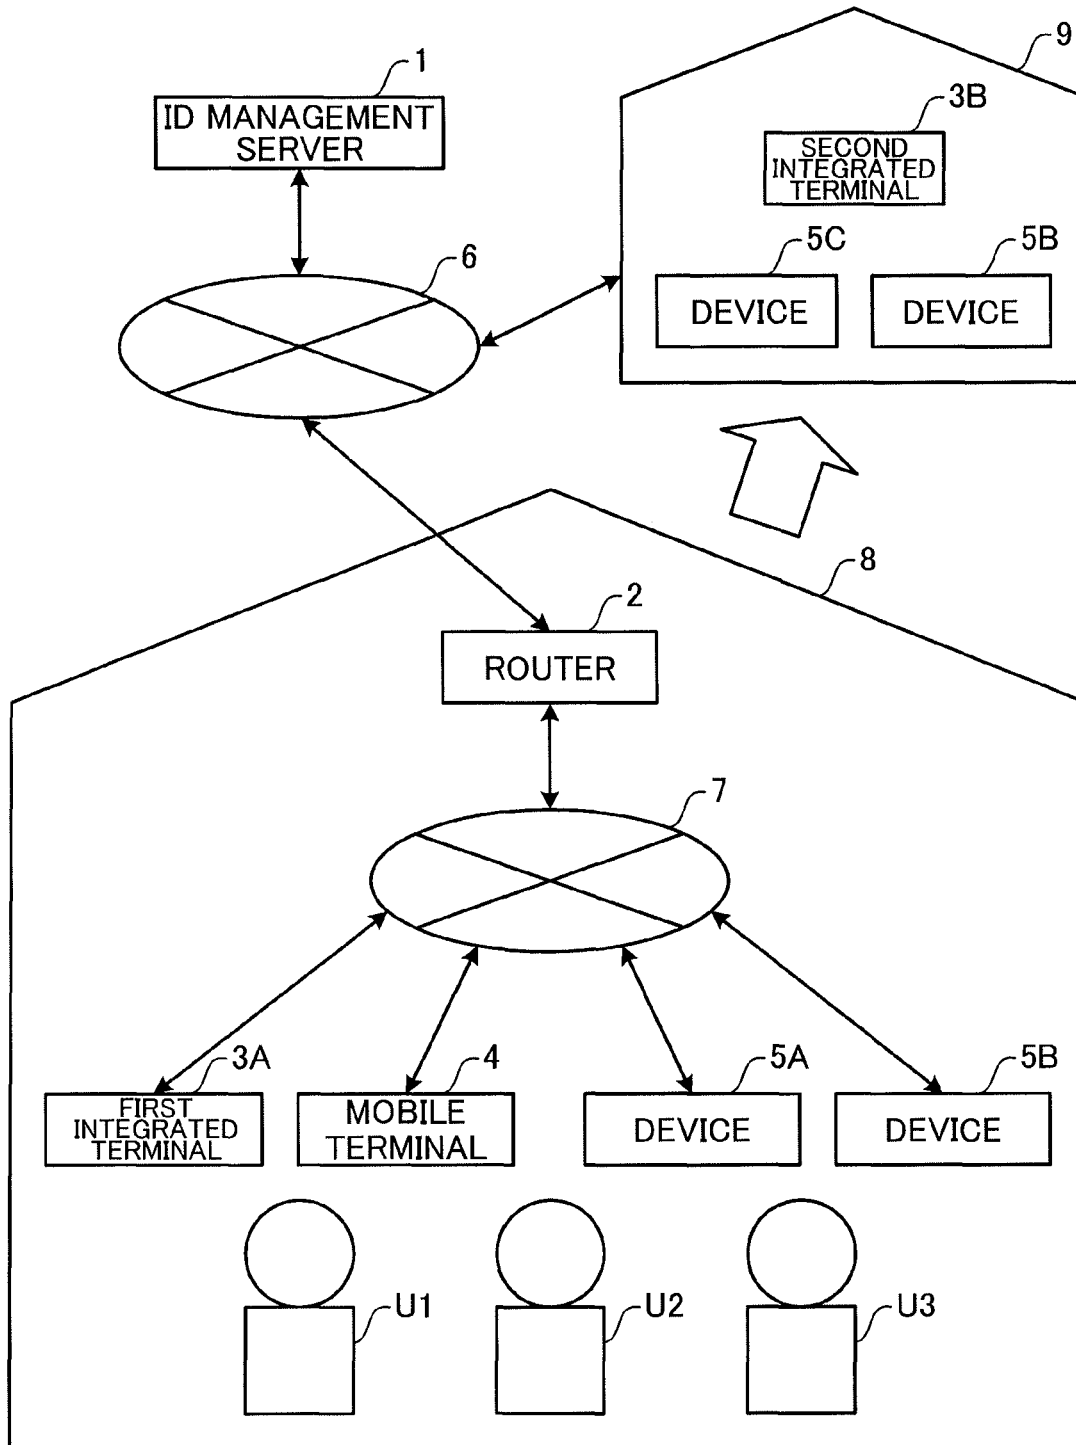 1
ID MANAGEMENT
SERVER
9
3B
SECOND
INTEGRATED
TERMINAL
6
5C
5B
DEVICE
DEVICE
8
2
ROUTER
7
3A
4
5A
5B
FIRST
INTEGRATED
TERMINAL
MOBILE
TERMINAL
DEVICE
DEVICE
U1
U2
U3